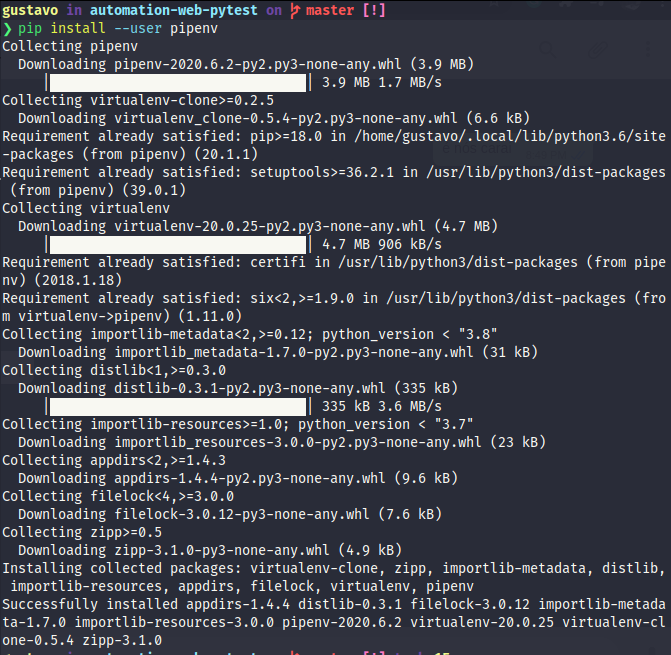 gustavo in automation-web-pytest on master [!]
❯ pip install --user pipenv
Collecting pipenv
  Downloading pipenv-2020.6.2-py2.py3-none-any.whl (3.9 MB)
     |████████████████████████████████| 3.9 MB 1.7 MB/s
Collecting virtualenv-clone>=0.2.5
  Downloading virtualenv_clone-0.5.4-py2.py3-none-any.whl (6.6 kB)
Requirement already satisfied: pip>=18.0 in /home/gustavo/.local/lib/python3.6/site
-packages (from pipenv) (20.1.1)
Requirement already satisfied: setuptools>=36.2.1 in /usr/lib/python3/dist-packages
 (from pipenv) (39.0.1)
Collecting virtualenv
  Downloading virtualenv-20.0.25-py2.py3-none-any.whl (4.7 MB)
     |████████████████████████████████| 4.7 MB 906 kB/s
Requirement already satisfied: certifi in /usr/lib/python3/dist-packages (from pipe
nv) (2018.1.18)
Requirement already satisfied: six<2,>=1.9.0 in /usr/lib/python3/dist-packages (fro
m virtualenv->pipenv) (1.11.0)
Collecting importlib-metadata<2,>=0.12; python_version < "3.8"
  Downloading importlib_metadata-1.7.0-py2.py3-none-any.whl (31 kB)
Collecting distlib<1,>=0.3.0
  Downloading distlib-0.3.1-py2.py3-none-any.whl (335 kB)
     |████████████████████████████████| 335 kB 3.6 MB/s
Collecting importlib-resources>=1.0; python_version < "3.7"
  Downloading importlib_resources-3.0.0-py2.py3-none-any.whl (23 kB)
Collecting appdirs<2,>=1.4.3
  Downloading appdirs-1.4.4-py2.py3-none-any.whl (9.6 kB)
Collecting filelock<4,>=3.0.0
  Downloading filelock-3.0.12-py3-none-any.whl (7.6 kB)
Collecting zipp>=0.5
  Downloading zipp-3.1.0-py3-none-any.whl (4.9 kB)
Installing collected packages: virtualenv-clone, zipp, importlib-metadata, distlib,
 importlib-resources, appdirs, filelock, virtualenv, pipenv
Successfully installed appdirs-1.4.4 distlib-0.3.1 filelock-3.0.12 importlib-metada
ta-1.7.0 importlib-resources-3.0.0 pipenv-2020.6.2 virtualenv-20.0.25 virtualenv-cl
one-0.5.4 zipp-3.1.0